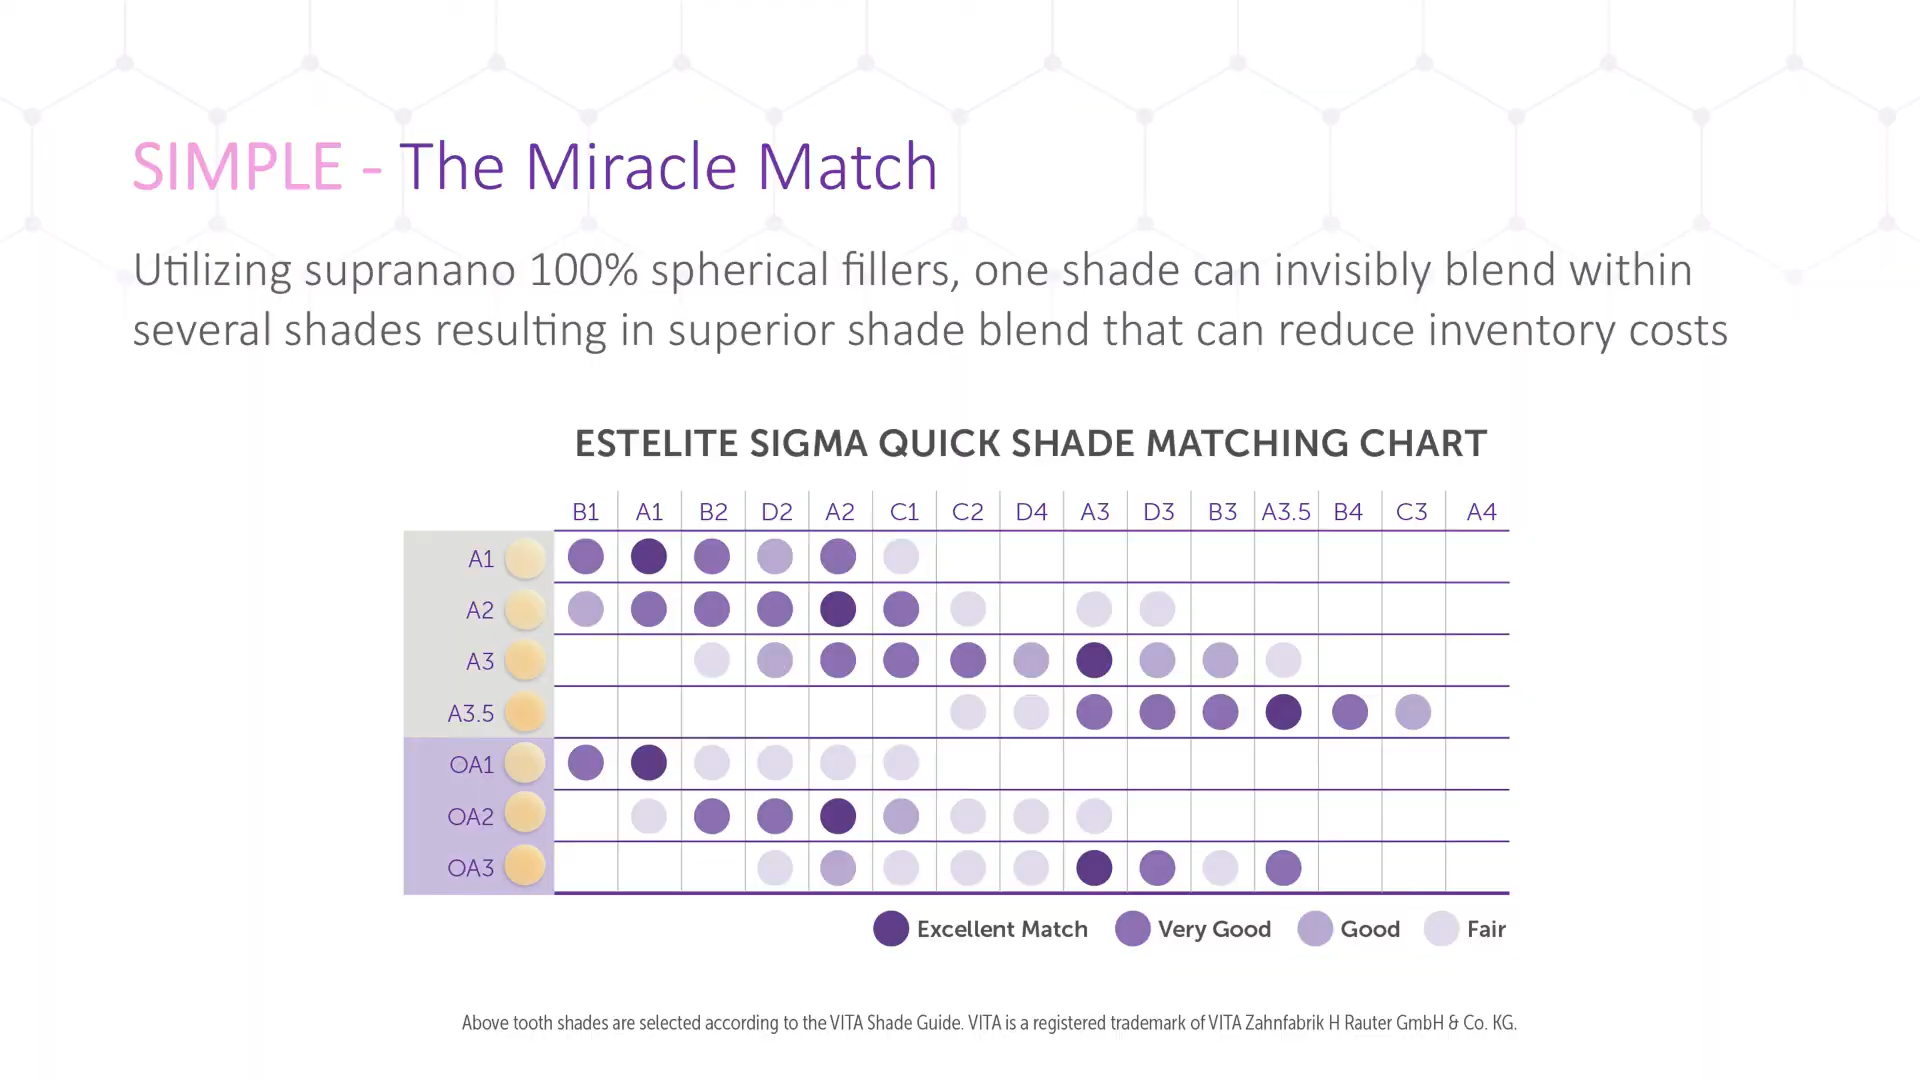 SIMPLE - The Miracle Match
Utilizing supranano 100% spherical fillers, one shade can invisibly blend within
several shades resulting in superior shade blend that can reduce inventory costs
ESTELITE SIGMA QUICK SHADE MATCHING CHART
B1 A1 B2 D2 A2 C1 C2 D4 A3 D3 B3 A3.5 B4 C3 A4
A1
A2
A3
A3.5
OA1
OA2
OA3
Excellent Match Very Good Good Fair
Above tooth shades are selected according to the VITA Shade Guide. VITA is a registered trademark of VITA Zahnfabrik H Rauter GmbH & Co. KG.